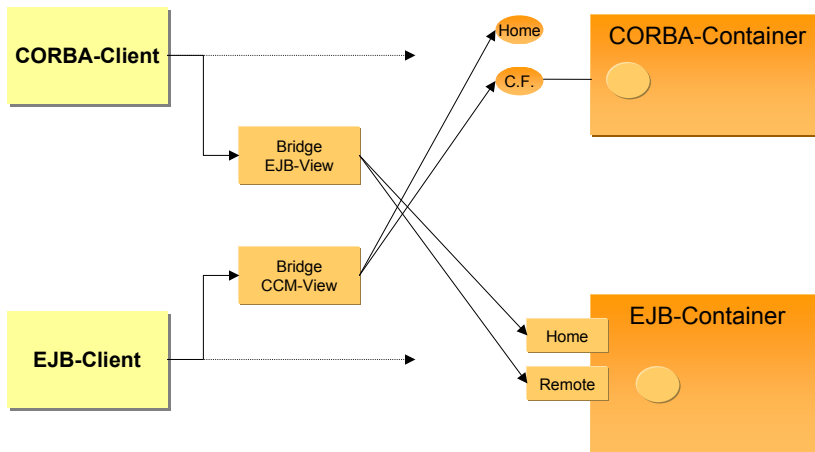 CORBA-Client
Home
CORBA-Container
C.F.
Bridge
EJB-View
Bridge
CCM-View
EJB-Client
Home
EJB-Container
Remote